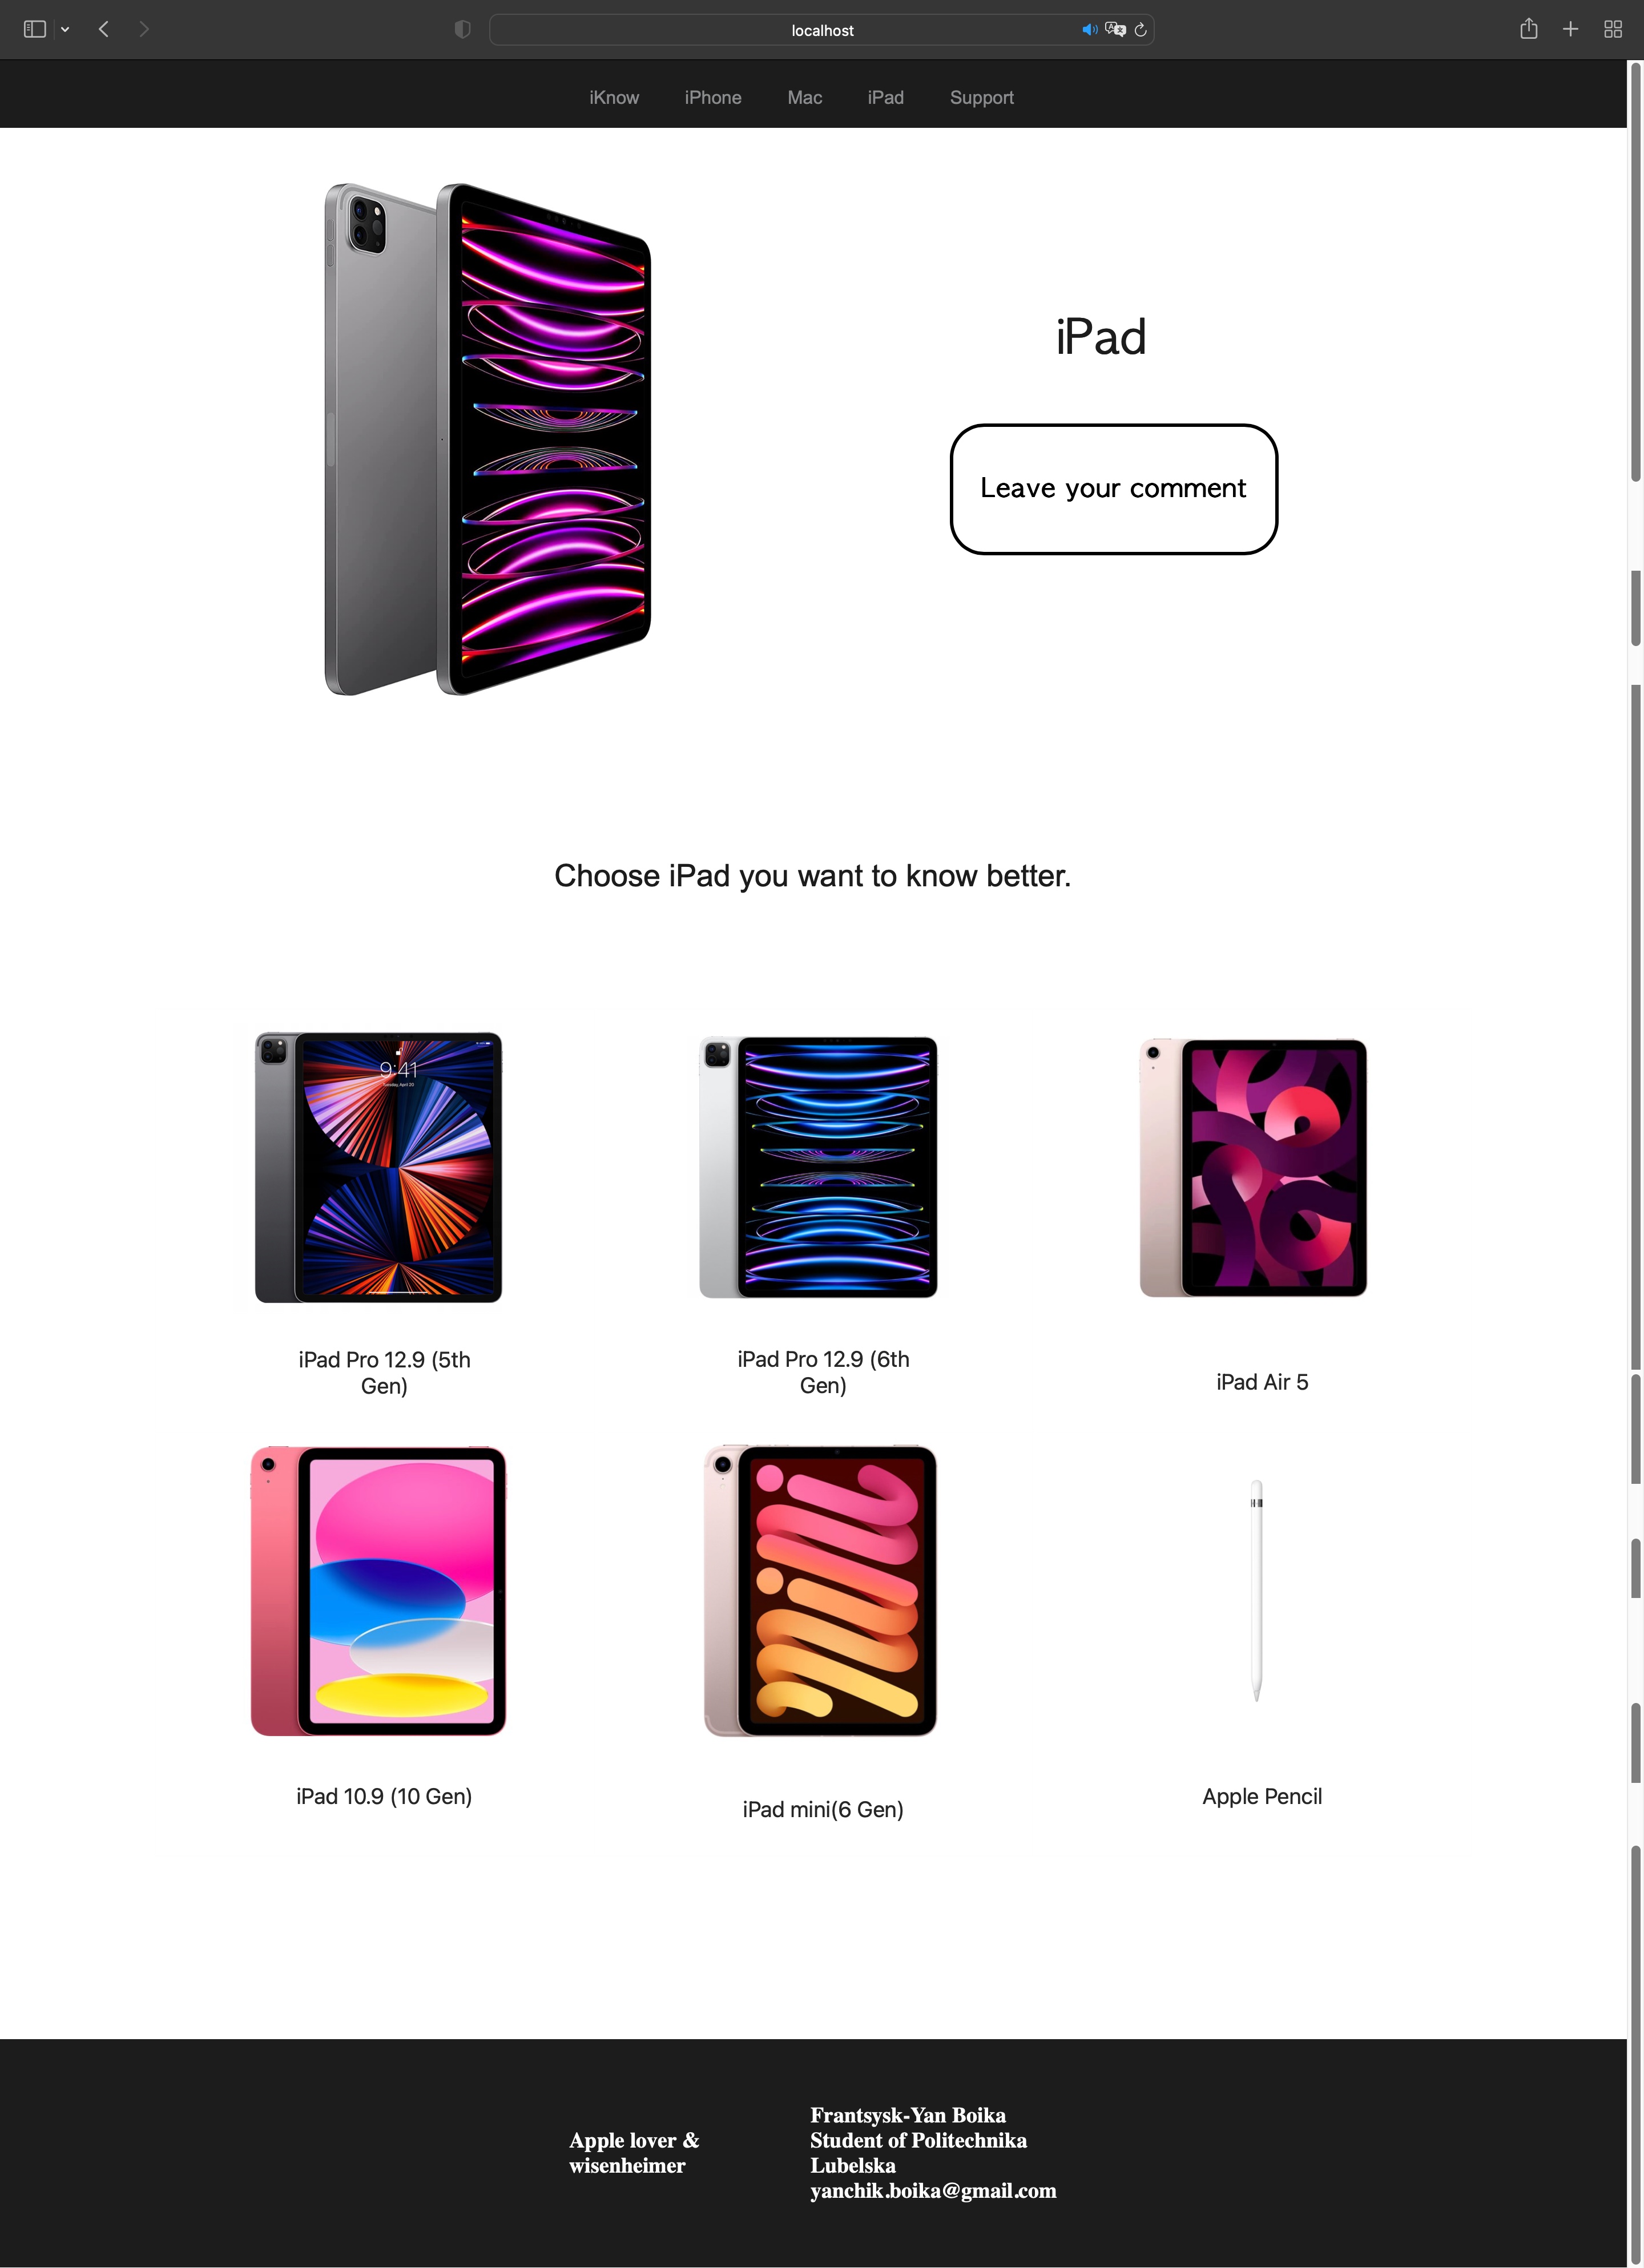 localhost
iKnow iPhone Mac iPad Support
iPad
Leave your comment
Choose iPad you want to know better.
9:41
Tuesday, April 20
iPad Pro 12.9 (5th
Gen)
iPad Pro 12.9 (6th
Gen)
iPad Air 5
iPad 10.9 (10 Gen)
iPad mini(6 Gen)
Apple Pencil
Apple lover &
wisenheimer
Frantsysk-Yan Boika
Student of Politechnika
Lubelska
yanchik.boika@gmail.com